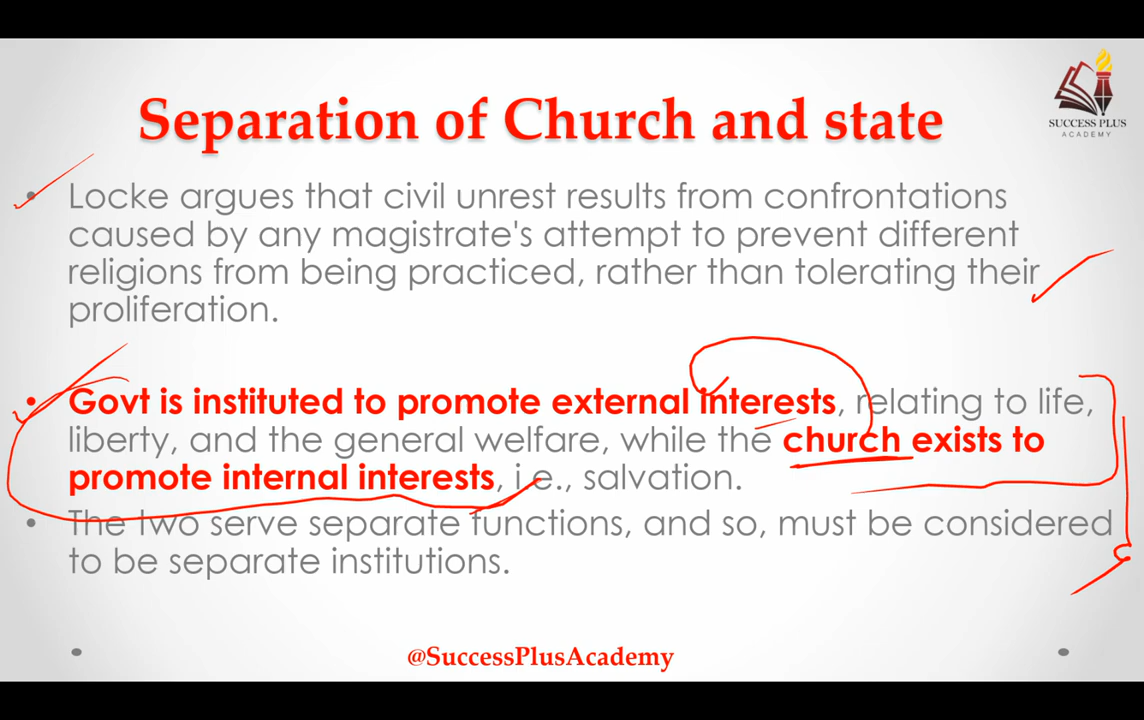 SUCCESS PLUS
ACADEMY
Separation of Church and state
• Locke argues that civil unrest results from confrontations
caused by any magistrate's attempt to prevent different
religions from being practiced, rather than tolerating their
proliferation.
• Govt is instituted to promote external interests, relating to life,
liberty, and the general welfare, while the church exists to
promote internal interests, i.e., salvation.
• The two serve separate functions, and so, must be considered
to be separate institutions.
@SuccessPlusAcademy